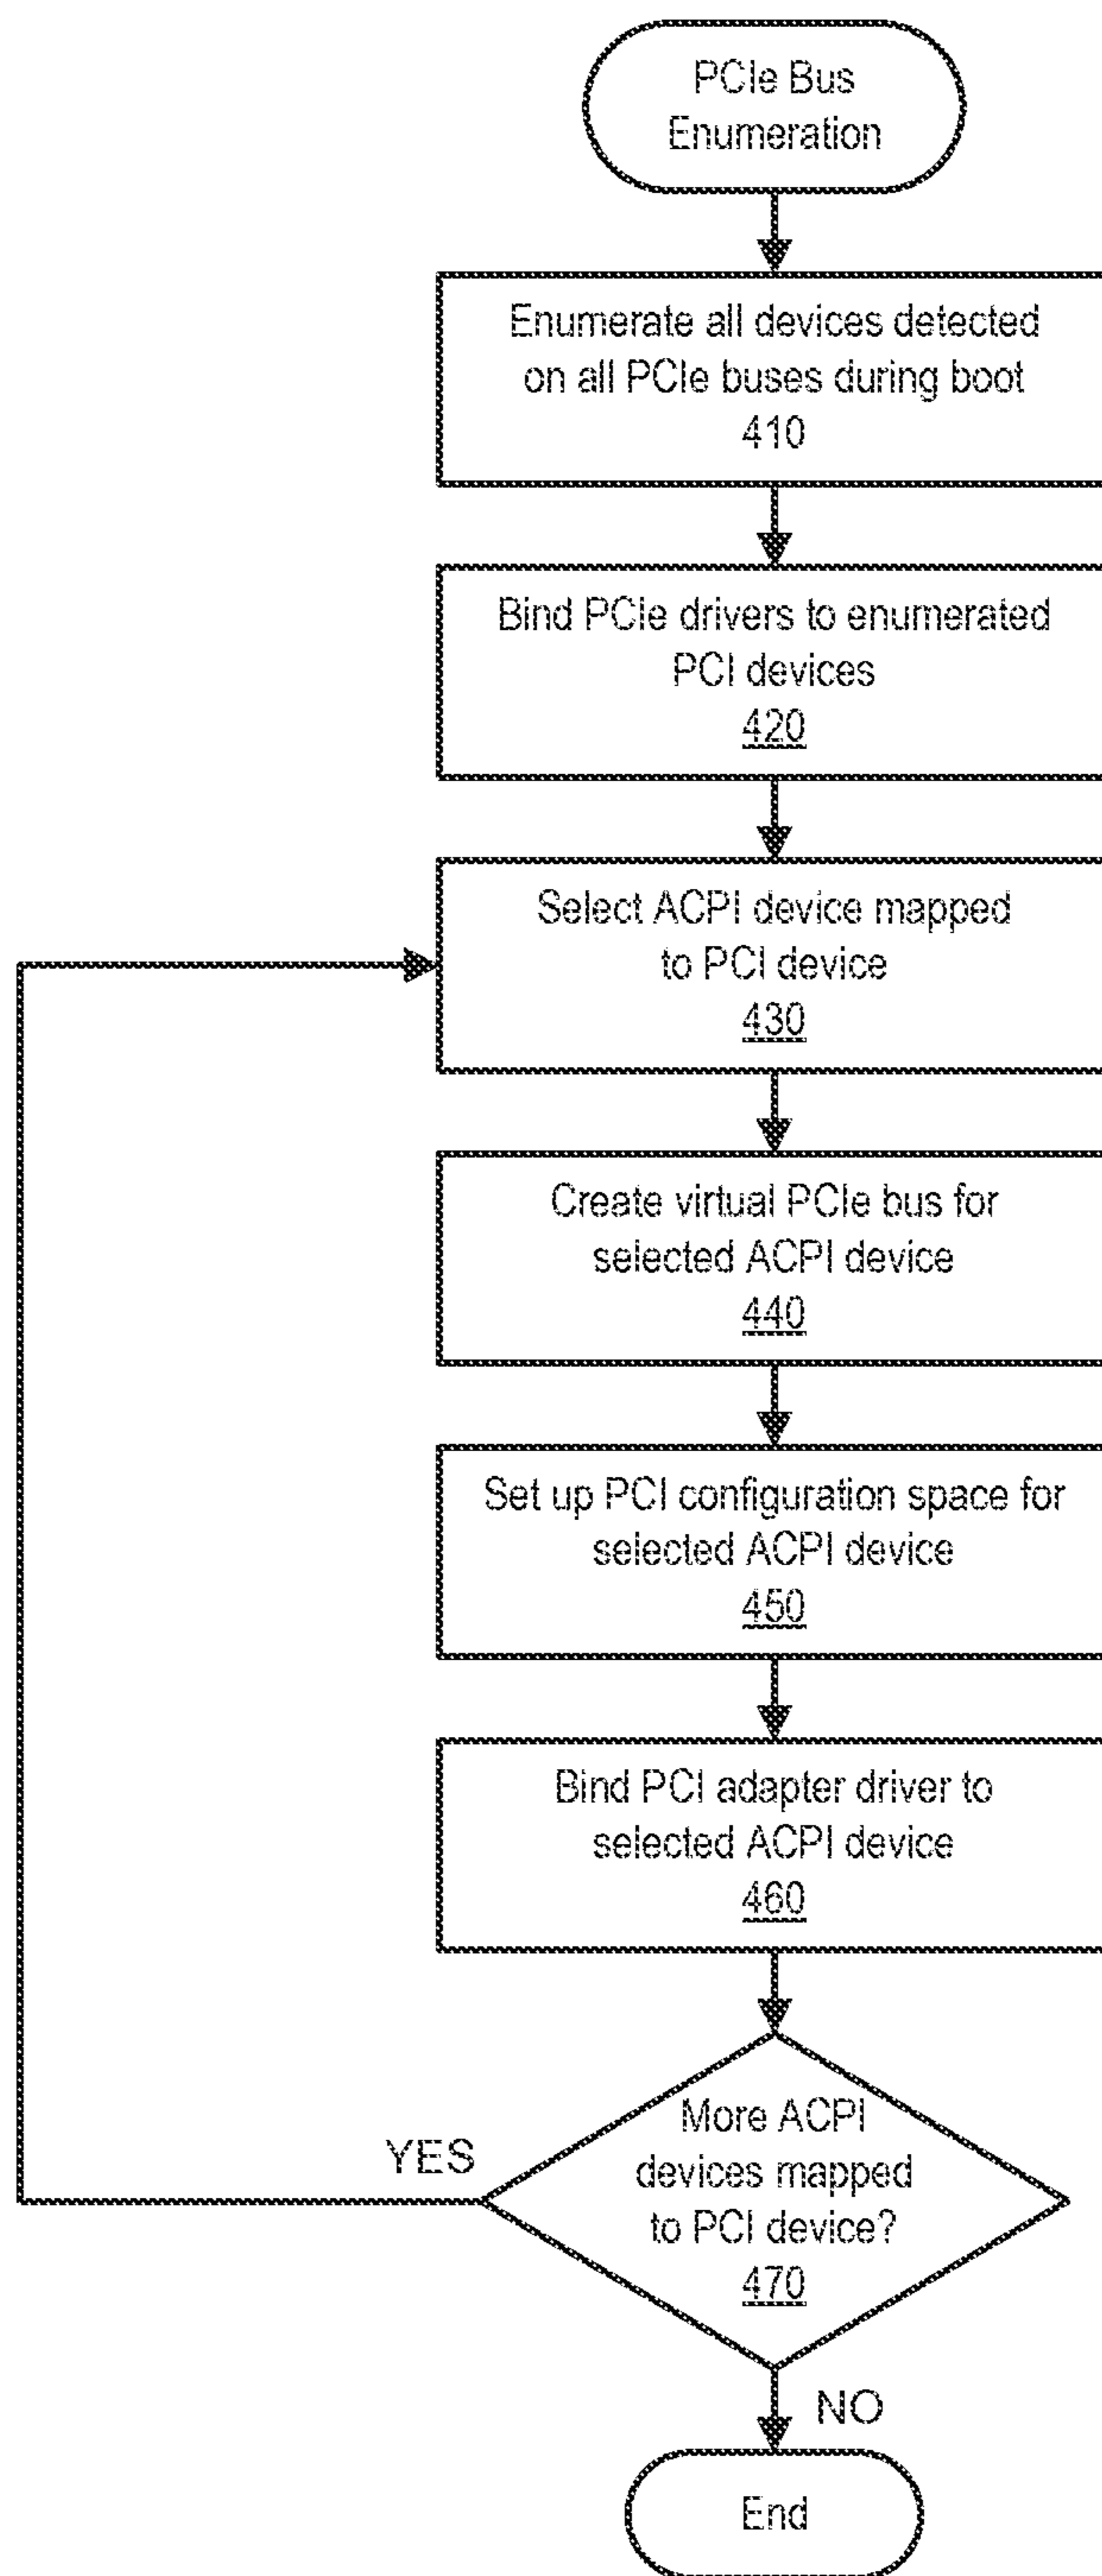 PCIe Bus
Enumeration
Enumerate all devices detected
on all PCIe buses during boot
410
Bind PCIe drivers to enumerated
PCI devices
420
Select ACPI device mapped
to PCI device
430
Create virtual PCIe bus for
selected ACPI device
440
Set up PCI configuration space for
selected ACPI device
450
Bind PCI adapter driver to
selected ACPI device
460
More ACPI
devices mapped
to PCI device?
470
YES
NO
End